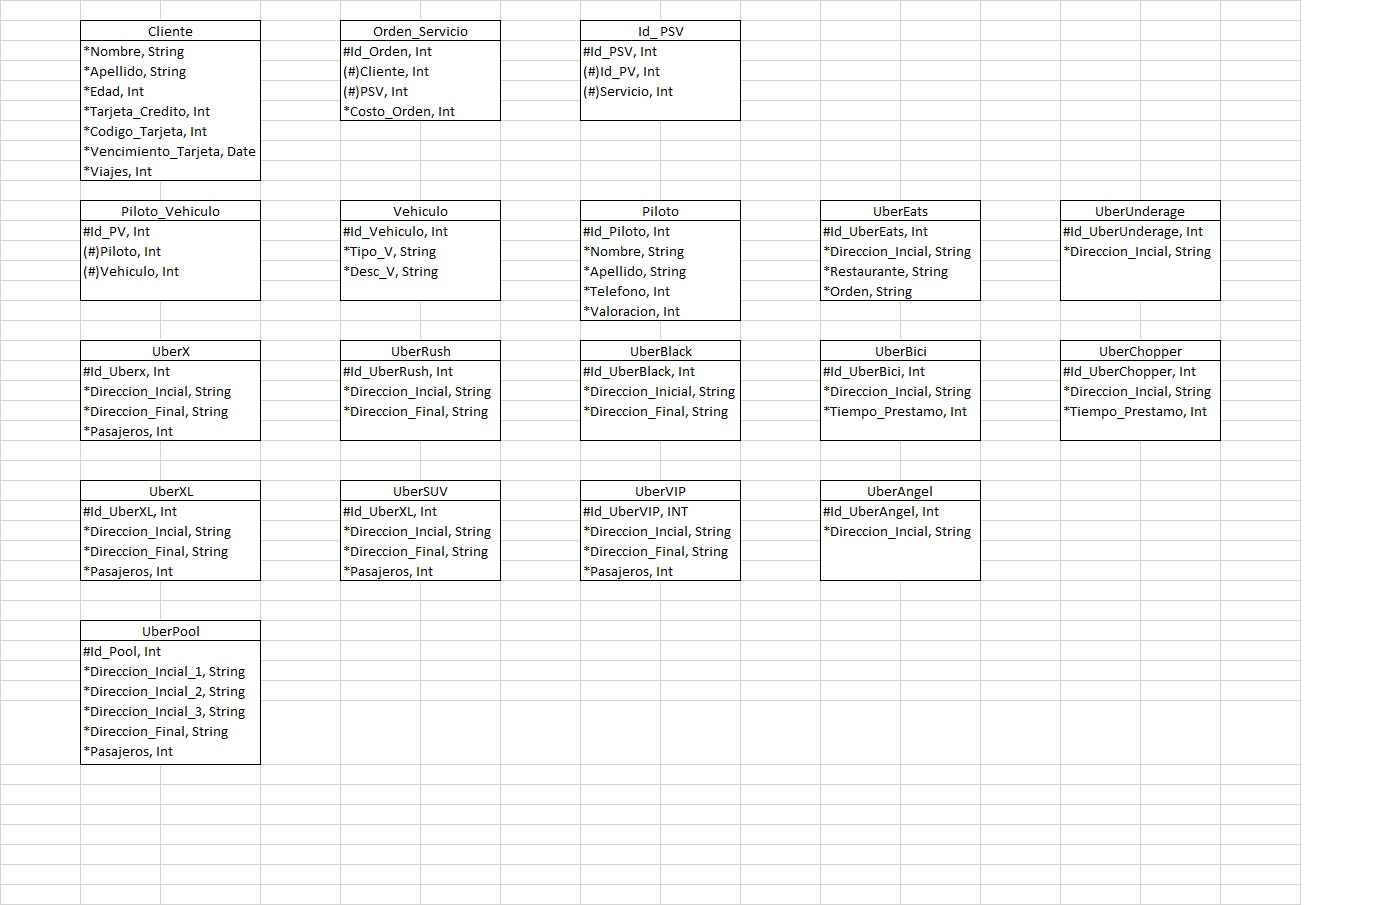 Cliente
*Nombre, String
*Apellido, String
*Edad, Int
*Tarjeta_Credito, Int
*Codigo_Tarjeta, Int
*Vencimiento_Tarjeta, Date
*Viajes, Int
Orden_Servicio
#Id_Orden, Int
(#)Cliente, Int
(#)PSV, Int
*Costo_Orden, Int
Id_ PSV
#Id_PSV, Int
(#)Id_PV, Int
(#)Servicio, Int
Piloto_Vehiculo
#Id_PV, Int
(#)Piloto, Int
(#)Vehiculo, Int
Vehiculo
#Id_Vehiculo, Int
*Tipo_V, String
*Desc_V, String
Piloto
#Id_Piloto, Int
*Nombre, String
*Apellido, String
*Telefono, Int
*Valoracion, Int
UberEats
#Id_UberEats, Int
*Direccion_Incial, String
*Restaurante, String
*Orden, String
UberUnderage
#Id_UberUnderage, Int
*Direccion_Incial, String
UberX
#Id_Uberx, Int
*Direccion_Incial, String
*Direccion_Final, String
*Pasajeros, Int
UberRush
#Id_UberRush, Int
*Direccion_Incial, String
*Direccion_Final, String
UberBlack
#Id_UberBlack, Int
*Direccion_Inicial, String
*Direccion_Final, String
UberBici
#Id_UberBici, Int
*Direccion_Incial, String
*Tiempo_Prestamo, Int
UberChopper
#Id_UberChopper, Int
*Direccion_Incial, String
*Tiempo_Prestamo, Int
UberXL
#Id_UberXL, Int
*Direccion_Incial, String
*Direccion_Final, String
*Pasajeros, Int
UberSUV
#Id_UberXL, Int
*Direccion_Incial, String
*Direccion_Final, String
*Pasajeros, Int
UberVIP
#Id_UberVIP, INT
*Direccion_Incial, String
*Direccion_Final, String
*Pasajeros, Int
UberAngel
#Id_UberAngel, Int
*Direccion_Incial, String
UberPool
#Id_Pool, Int
*Direccion_Incial_1, String
*Direccion_Incial_2, String
*Direccion_Incial_3, String
*Direccion_Final, String
*Pasajeros, Int